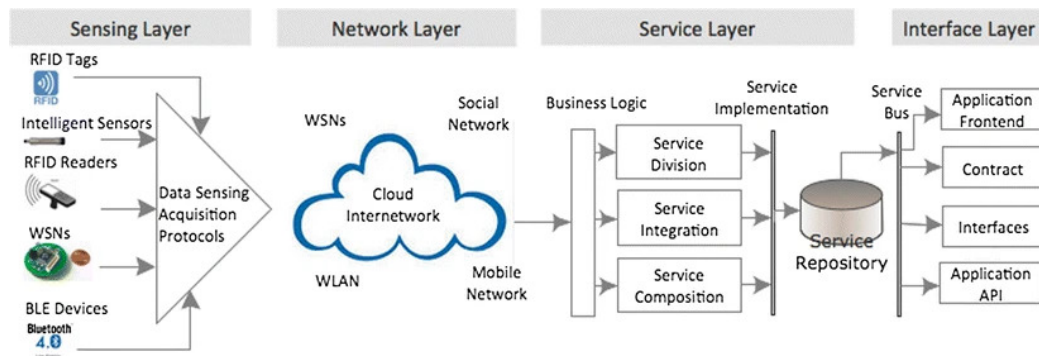 Sensing Layer
Network Layer
Service Layer
Interface Layer
RFID Tags
RFID
Intelligent Sensors
RFID Readers
WSNs
BLE Devices
Bluetooth
4.0
Data Sensing
Acquisition
Protocols
WSNs
Social
Network
Cloud
Internetwork
WLAN
Mobile
Network
Business Logic
Service
Division
Service
Integration
Service
Composition
Service
Implementation
Service
Repository
Service
Bus
Application
Frontend
Contract
Interfaces
Application
API